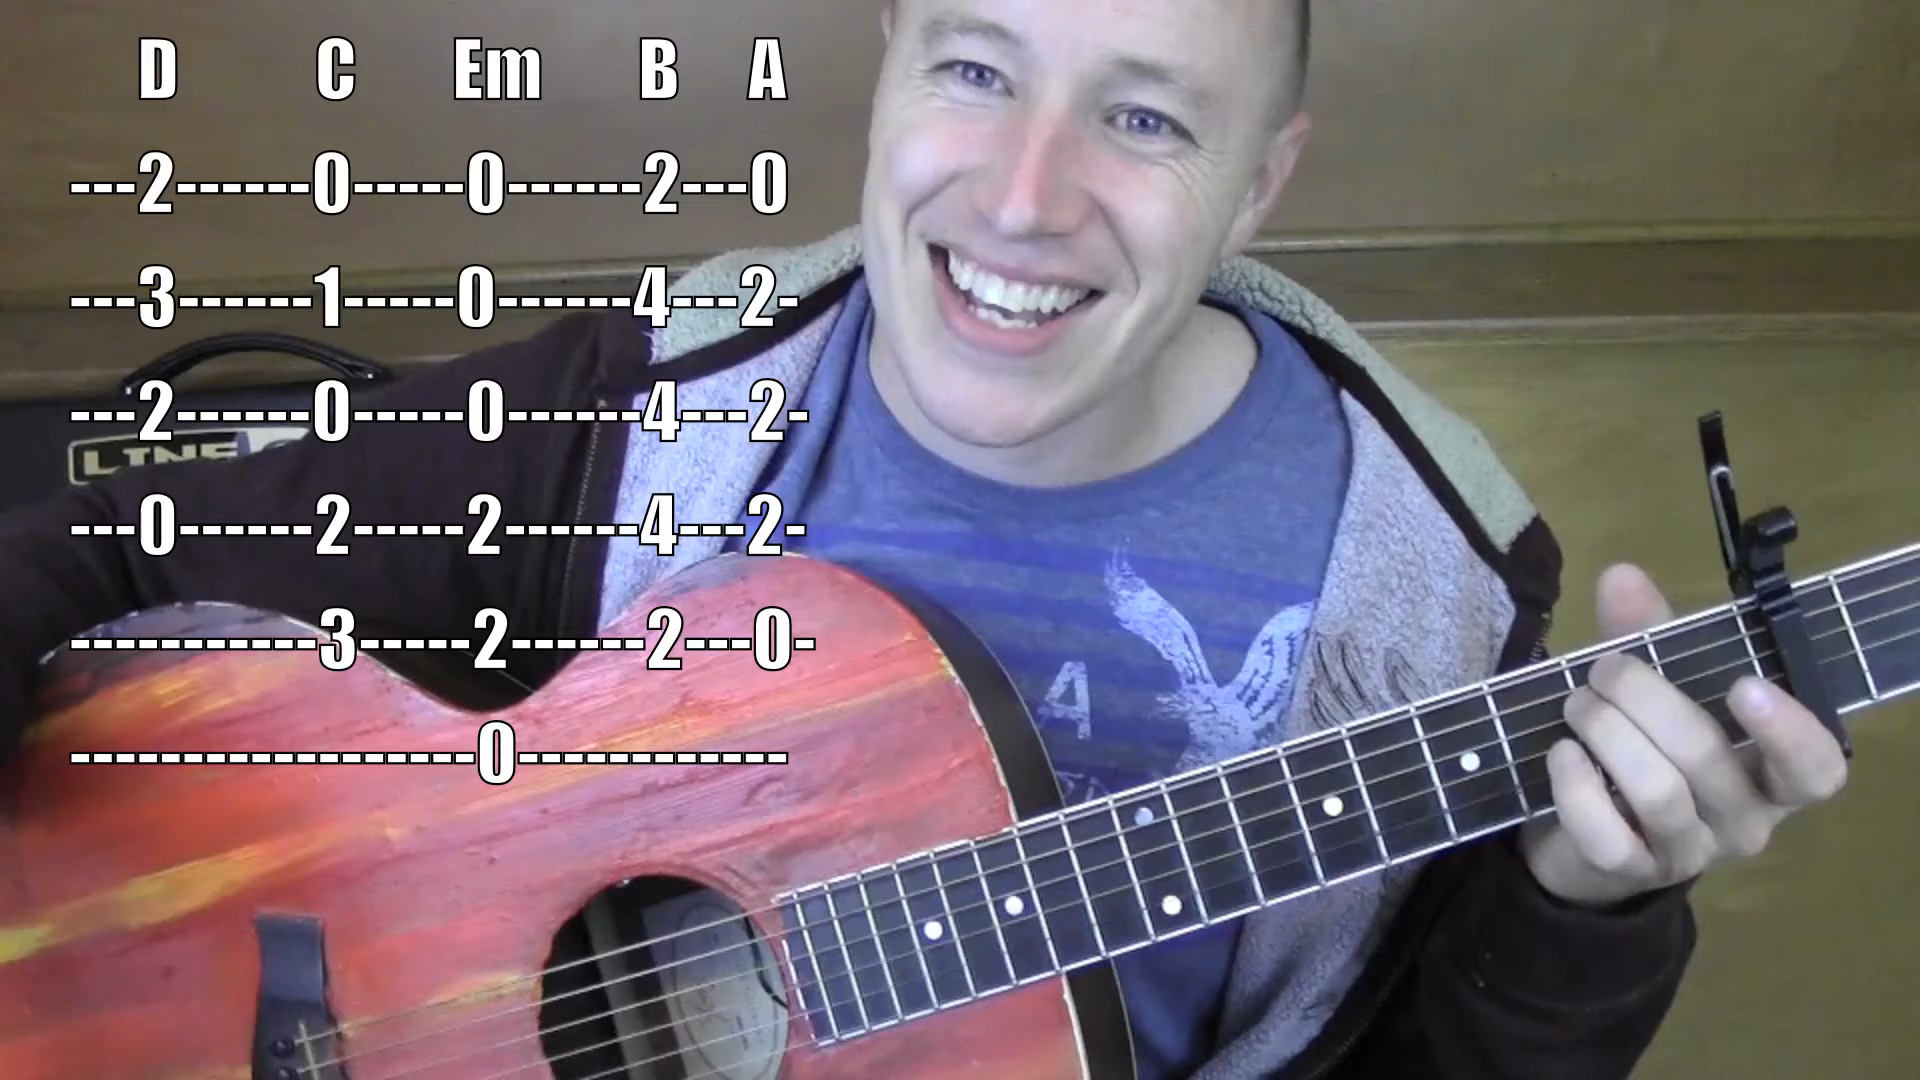 D C Em B A
---2------0-----0------2---0
---3------1-----0------4---2-
---2------0-----0------4---2-
LINE
---0------2-----2------4---2-
-----------3-----2------2---0-
A
------------------0------------